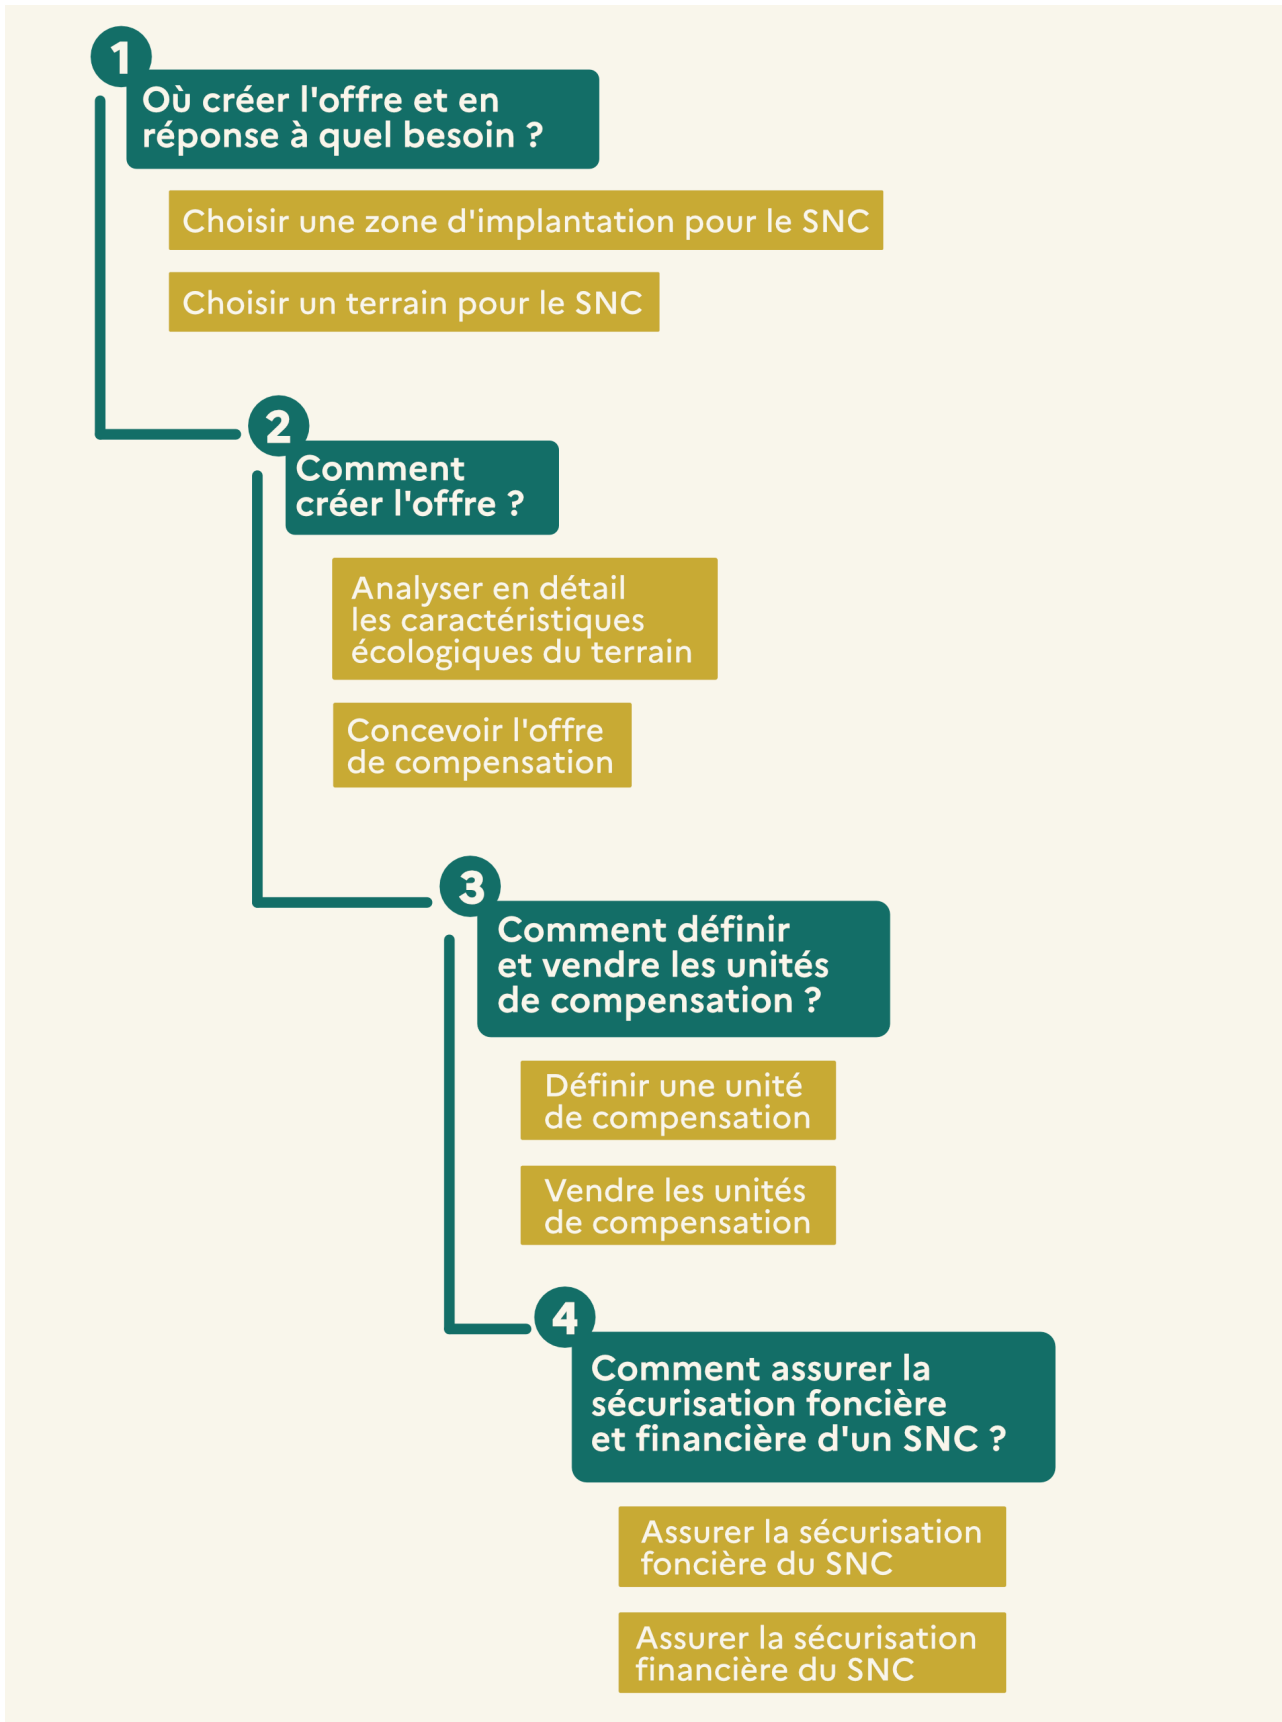 1
Où créer l'offre et en
réponse à quel besoin ?
Choisir une zone d'implantation pour le SNC
Choisir un terrain pour le SNC
2
Comment
créer l'offre ?
Analyser en détail
les caractéristiques
écologiques du terrain
Concevoir l'offre
de compensation
3
Comment définir
et vendre les unités
de compensation ?
Définir une unité
de compensation
Vendre les unités
de compensation
4
Comment assurer la
sécurisation foncière
et financière d'un SNC ?
Assurer la sécurisation
foncière du SNC
Assurer la sécurisation
financière du SNC